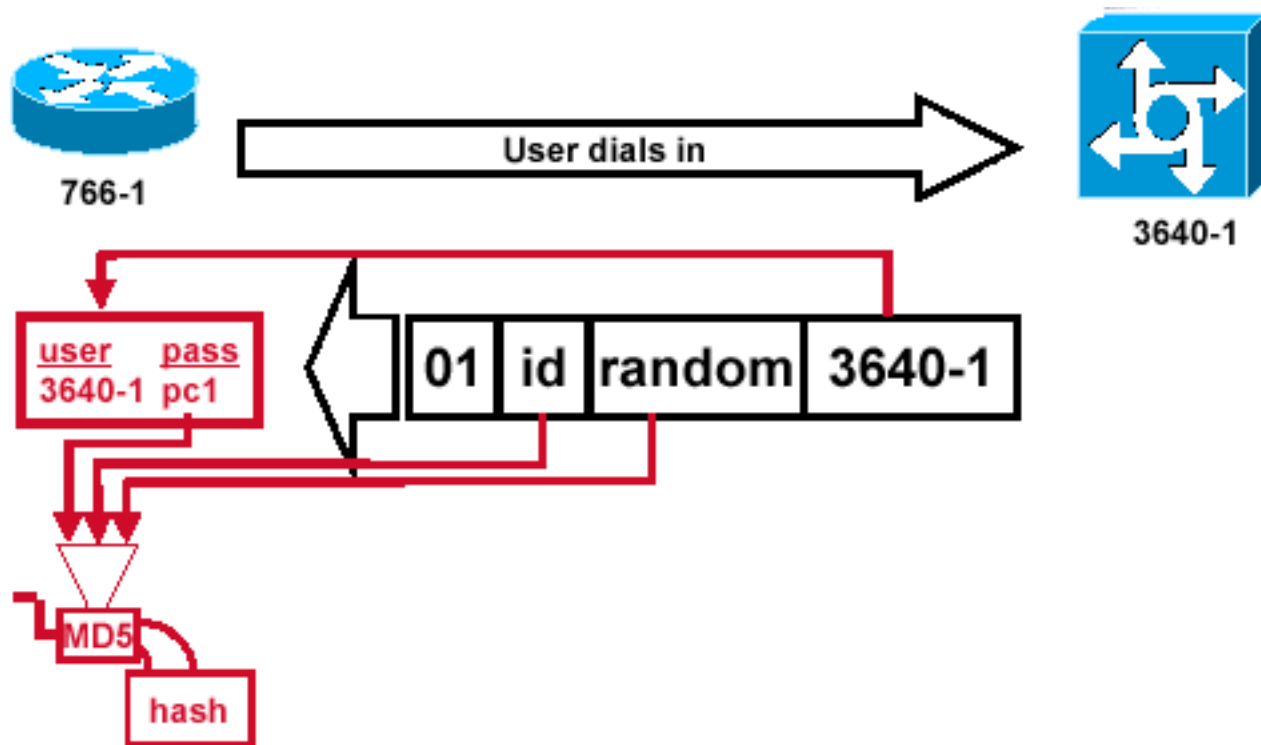 User dials in
766-1
3640-1
user pass
3640-1 pc1
01 id random 3640-1
MD5
hash